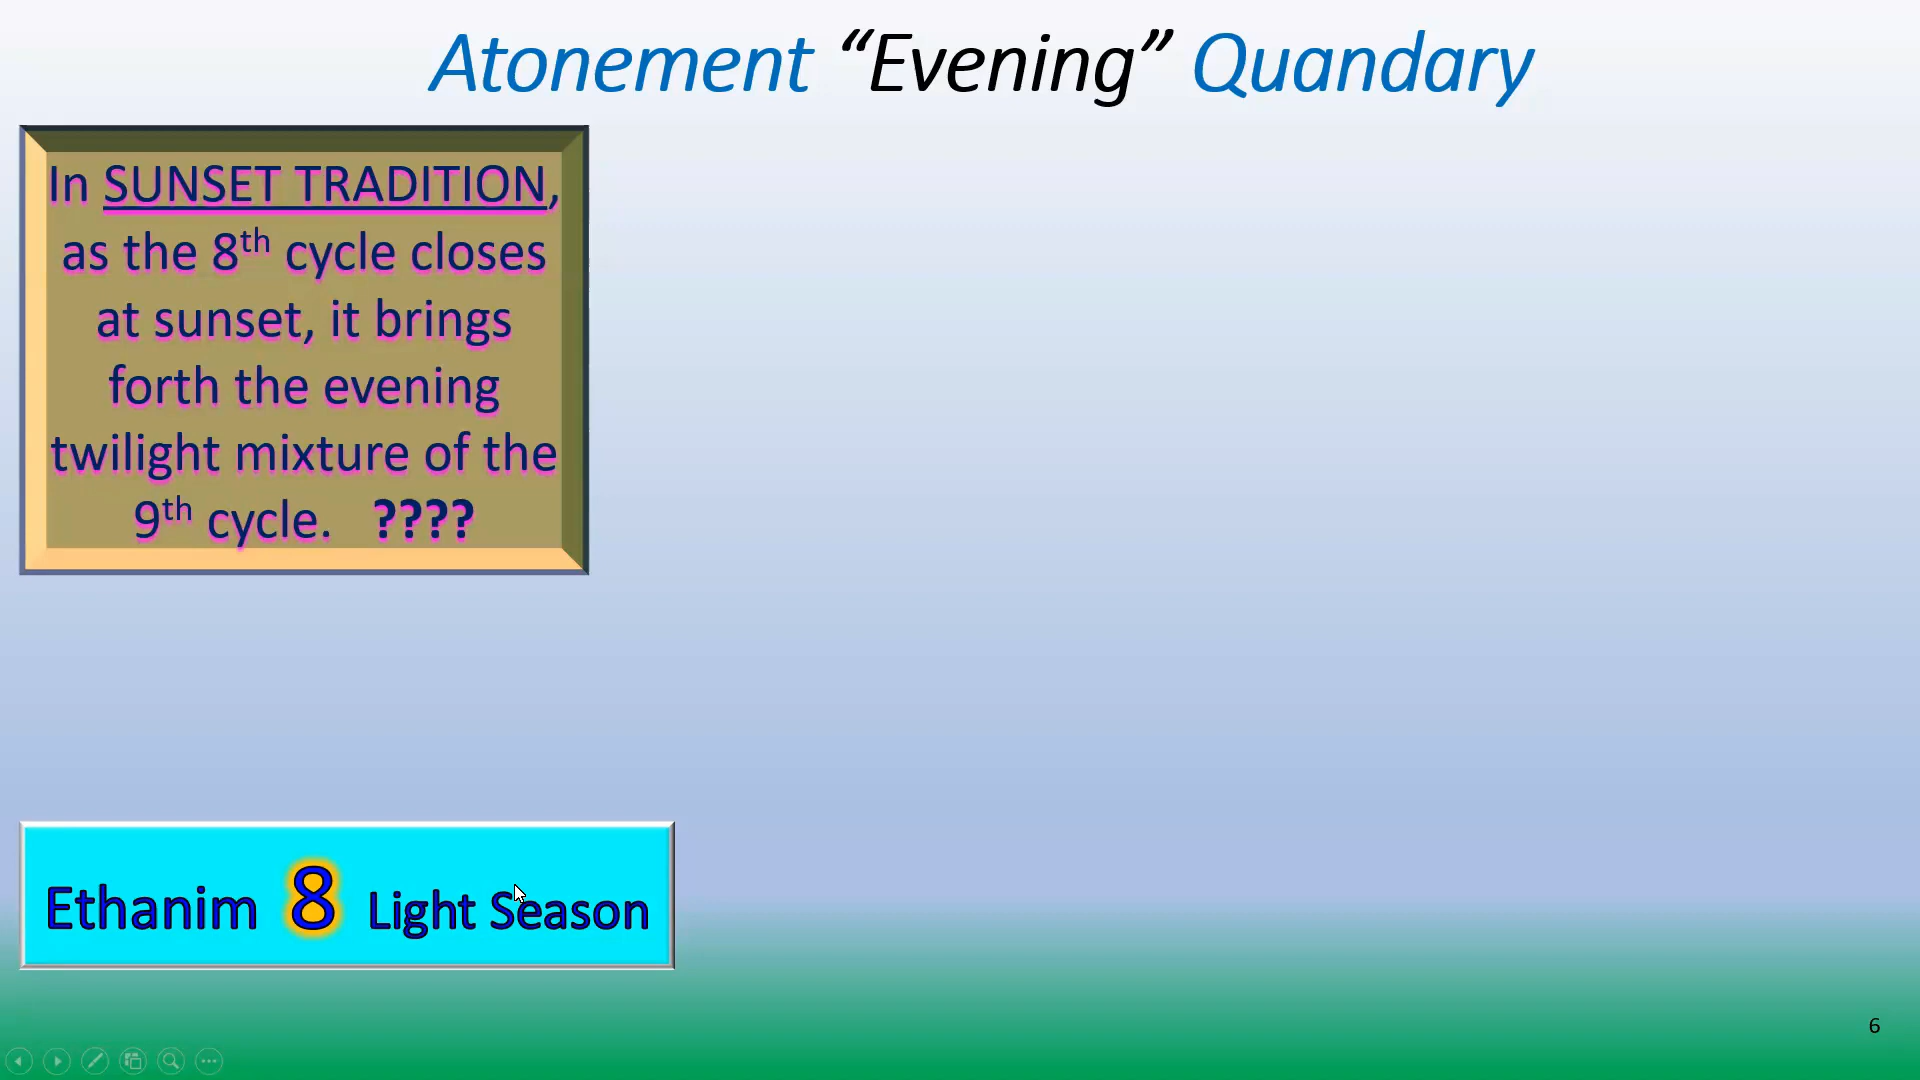 Atonement “Evening” Quandary
In SUNSET TRADITION,
as the 8th cycle closes
at sunset, it brings
forth the evening
twilight mixture of the
9th cycle. ????
Ethanim 8 Light Season
6